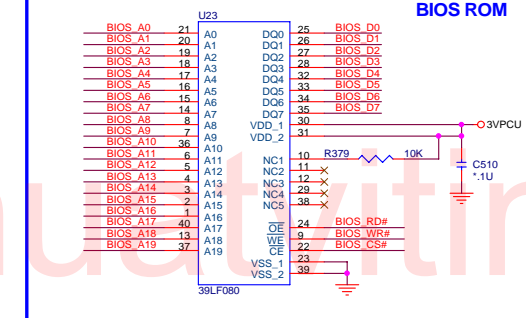 BIOS ROM
U23
BIOS_A0 21 A0 DQ0 25 BIOS_D0
BIOS_A1 20 A1 DQ1 26 BIOS_D1
BIOS_A2 19 A2 DQ2 27 BIOS_D2
BIOS_A3 18 A3 DQ3 28 BIOS_D3
BIOS_A4 17 A4 DQ4 32 BIOS_D4
BIOS_A5 16 A5 DQ5 33 BIOS_D5
BIOS_A6 15 A6 DQ6 34 BIOS_D6
BIOS_A7 14 A7 DQ7 35 BIOS_D7
BIOS_A8 8 A8 VDD_1 30 3VPCU
BIOS_A9 7 A9 VDD_2 31
BIOS_A10 36 A10
BIOS_A11 6 A11 NC1 10 R379 10K
BIOS_A12 5 A12 NC2 11 C510
BIOS_A13 4 A13 NC3 12 *.1U
BIOS_A14 3 A14 NC4 29
BIOS_A15 2 A15 NC5 38
BIOS_A16 1 A16
BIOS_A17 40 A17 OE 24 BIOS_RD#
BIOS_A18 13 A18 WE 9 BIOS_WR#
BIOS_A19 37 A19 CE 22 BIOS_CS#
VSS_1 23
VSS_2 39
39LF080